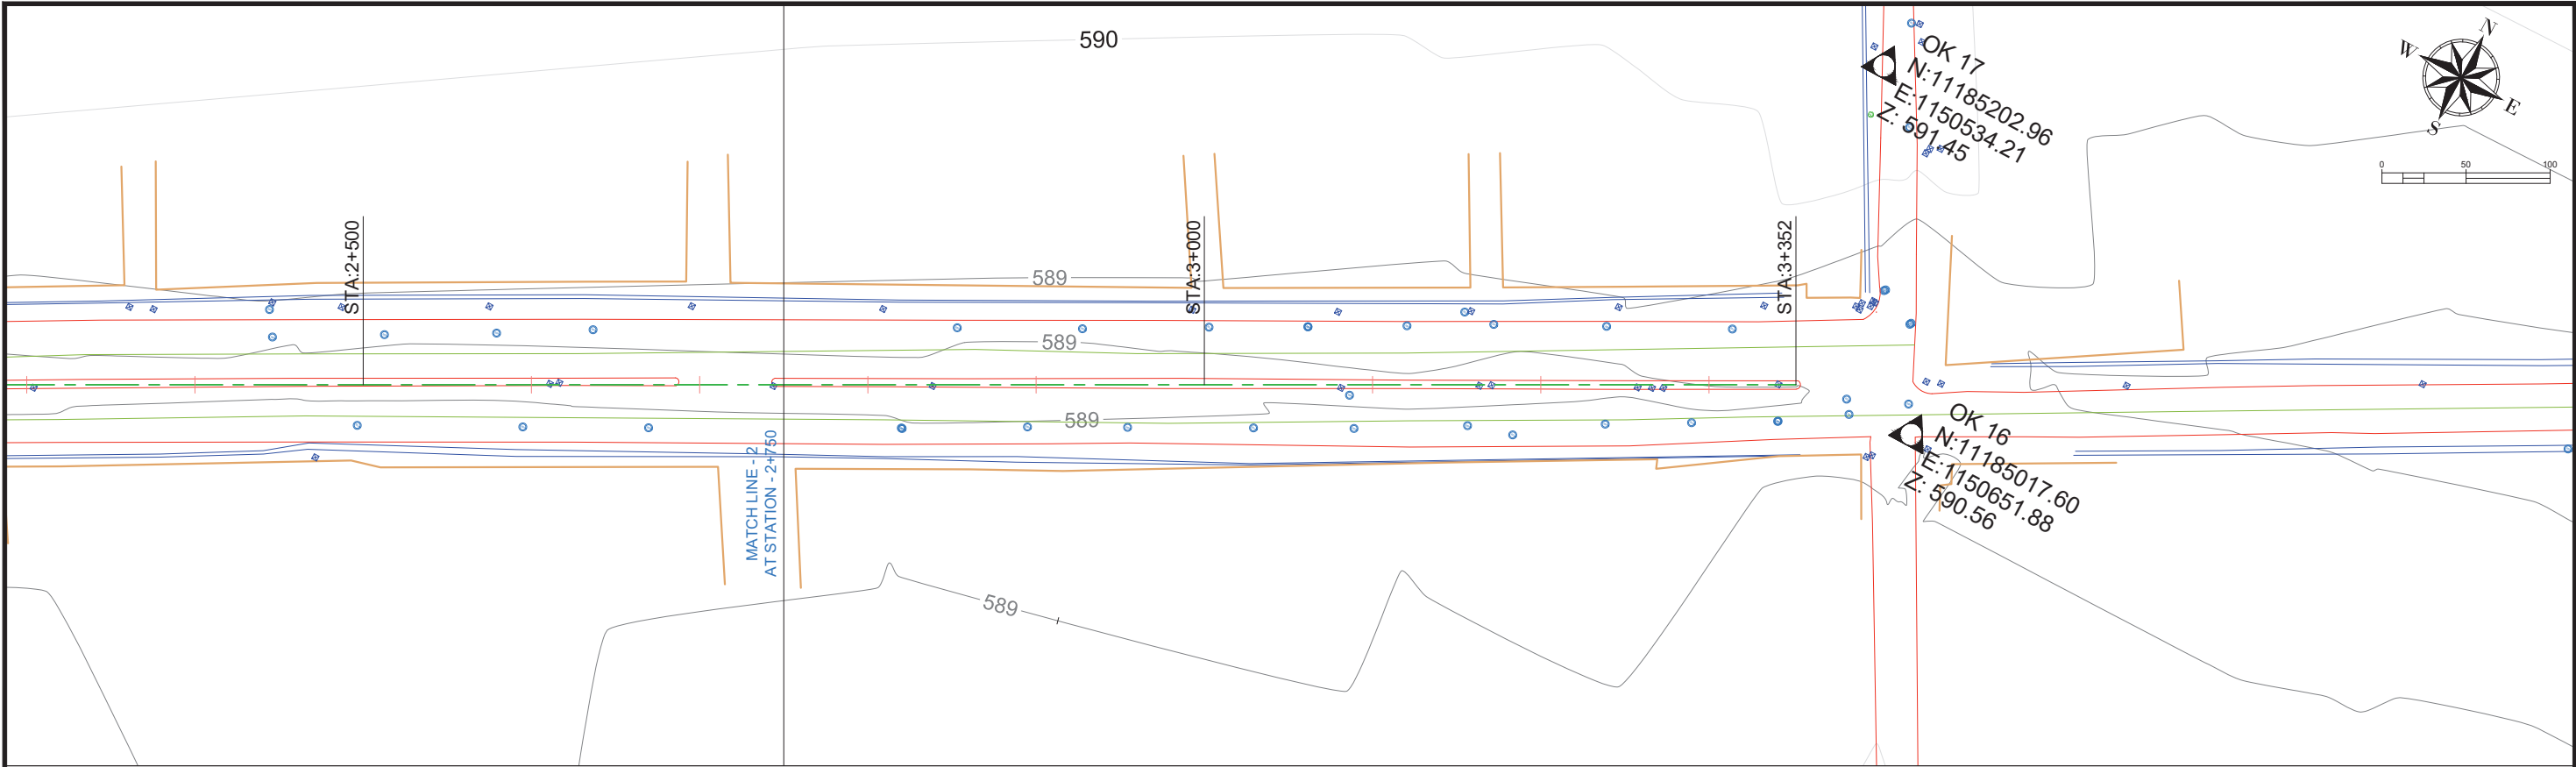 590
OK 17
N:11185202.96
E:1150534.21
Z: 591.45
N
W
E
S
0 50 100
STA:2+500
STA:3+000
STA:3+352
589
589
589
OK 16
N:11185017.60
E:1150651.88
Z: 590.56
MATCH LINE - 2
AT STATION - 2+750
589